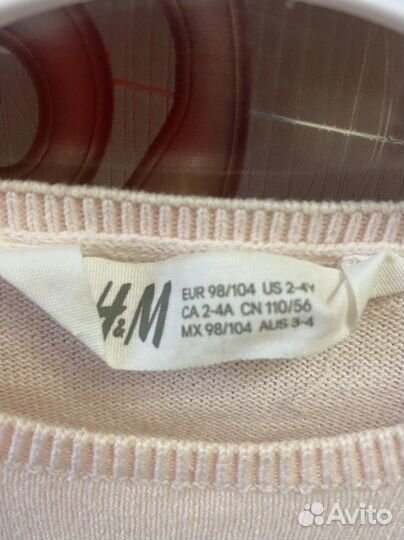 H&M
EUR 98/104 US 2-4Y
CA 2-4A CN 110/56
MX 98/104 AUS 3-4
Avito